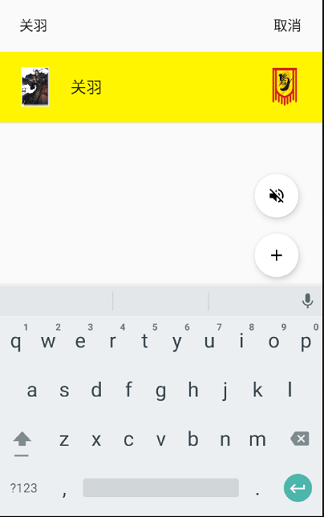 关羽 取消
关羽
1 2 3 4 5 6 7 8 9 0
q w e r t y u i o p
a s d f g h j k l
z x c v b n m
?123 , .